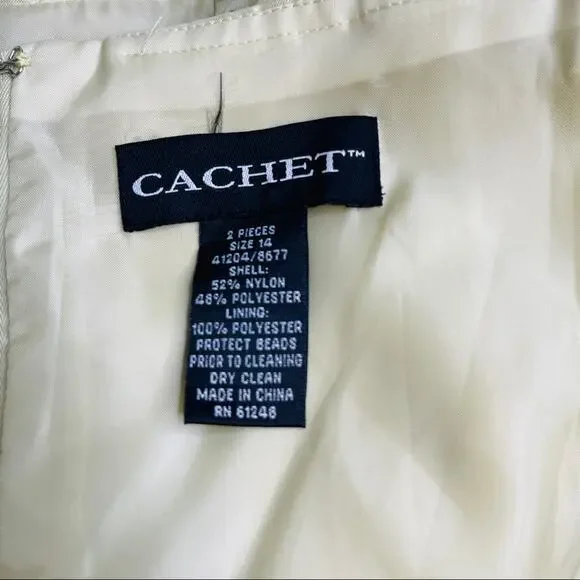 CACHET™
2 PIECES
SIZE 14
41204/8677
SHELL:
52% NYLON
48% POLYESTER
LINING:
100% POLYESTER
PROTECT BEADS
PRIOR TO CLEANING
DRY CLEAN
MADE IN CHINA
RN 61248